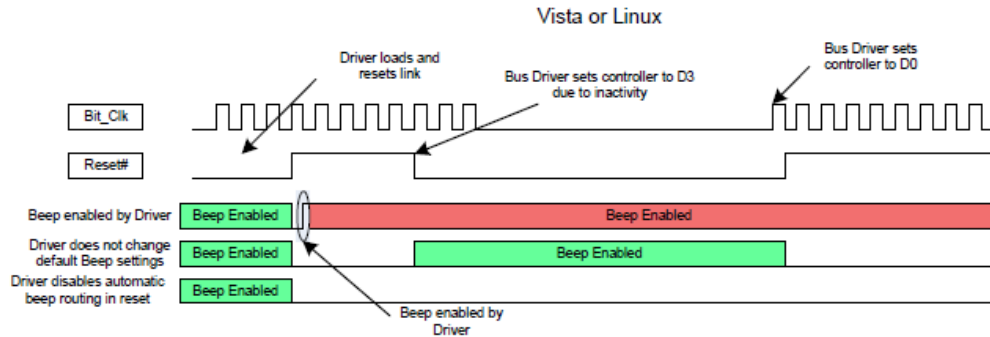 Vista or Linux
Driver loads and
resets link
Bus Driver sets controller to D3
due to inactivity
Bus Driver sets
controller to D0
Bit_Clk
Reset#
Beep enabled by Driver
Beep Enabled
Beep Enabled
Driver does not change
default Beep settings
Beep Enabled
Beep Enabled
Driver disables automatic
beep routing in reset
Beep Enabled
Beep enabled by
Driver